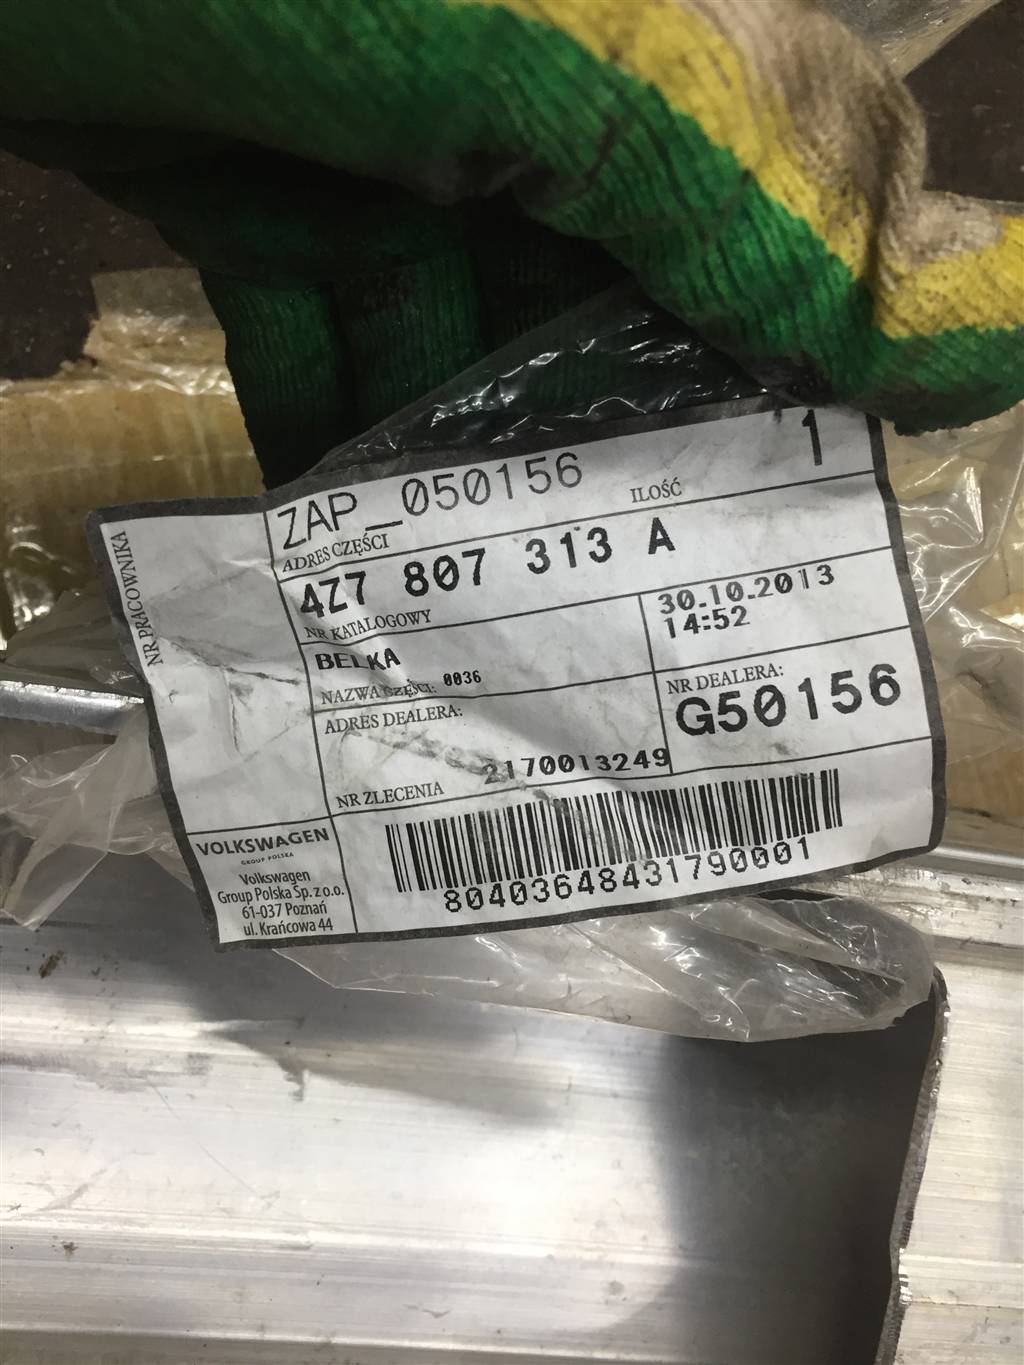 NR PRACOWNIKA
ZAP_050156
ADRES CZĘŚCI
ILOŚĆ
1
4Z7 807 313 A
NR KATALOGOWY
30.10.2013
14:52
BELKA
NAZWA CZĘŚCI: 0036
ADRES DEALERA:
NR DEALERA:
G50156
2170013249
NR ZLECENIA
VOLKSWAGEN
GROUP POLSKA
Volkswagen
Group Polska Sp. z o.o.
61-037 Poznań
ul. Krańcowa 44
80403648431790001